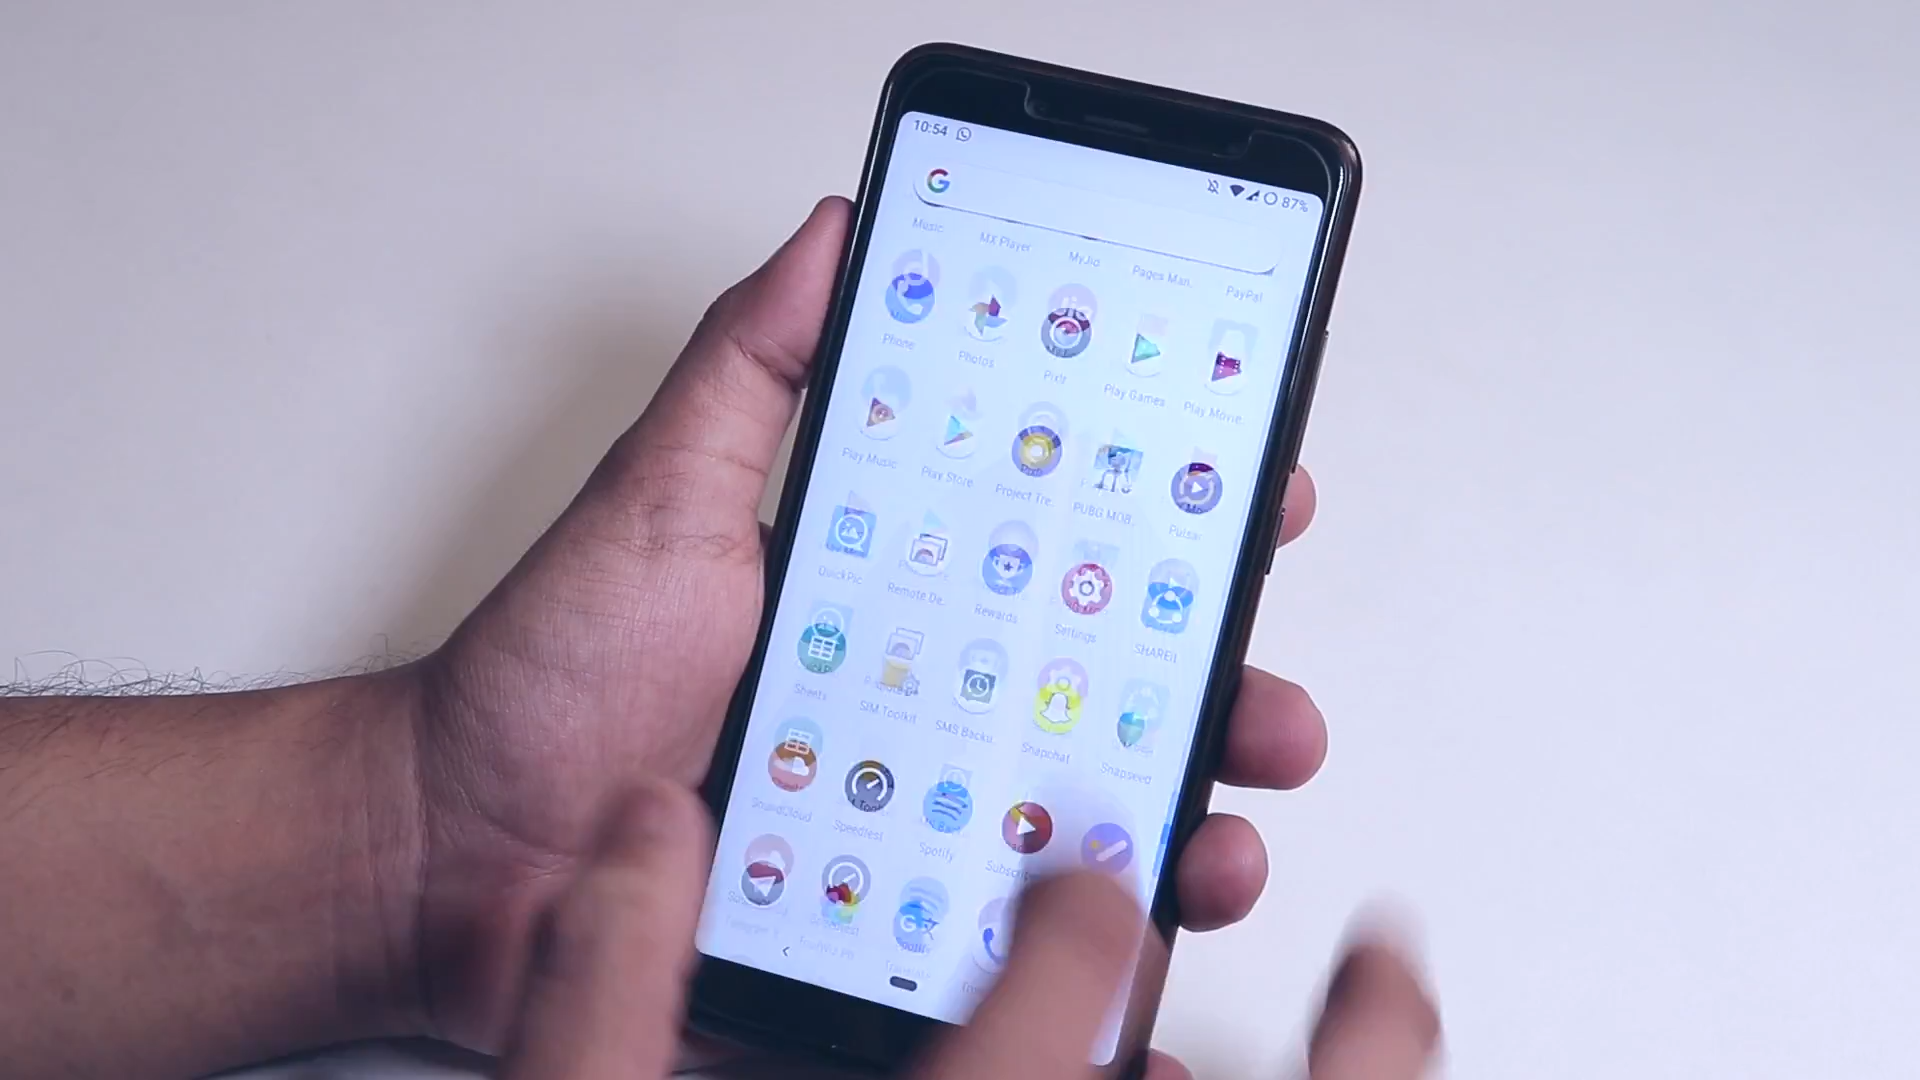 10:54
87%
Music MX Player MyJio Pages Man.. PayPal
Phone Photos Pixlr Play Games Play Movie..
Play Music Play Store Project Tre.. PUBG MOB.. Pulsar
QuickPic Remote De.. Rewards Settings SHAREit
Sheets SIM Toolkit SMS Backu.. Snapchat Snapseed
SoundCloud Speedtest Spotify
Translate